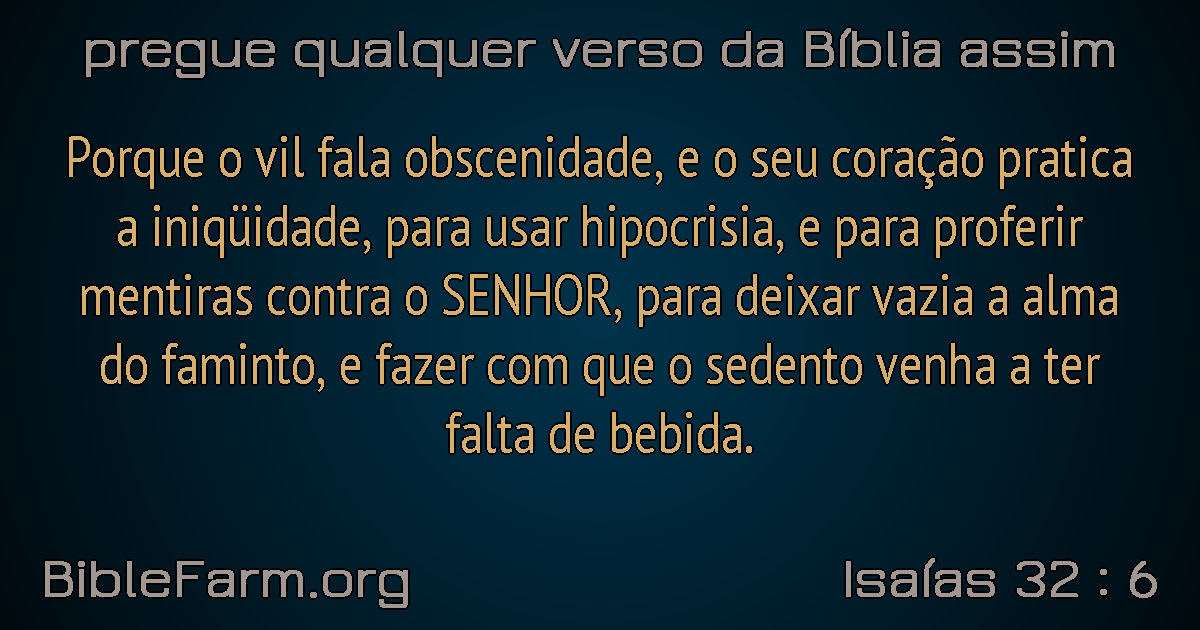 pregue qualquer verso da Bíblia assim
Porque o vil fala obscenidade, e o seu coração pratica
a iniqüidade, para usar hipocrisia, e para proferir
mentiras contra o SENHOR, para deixar vazia a alma
do faminto, e fazer com que o sedento venha a ter
falta de bebida.
BibleFarm.org
Isaías 32 : 6